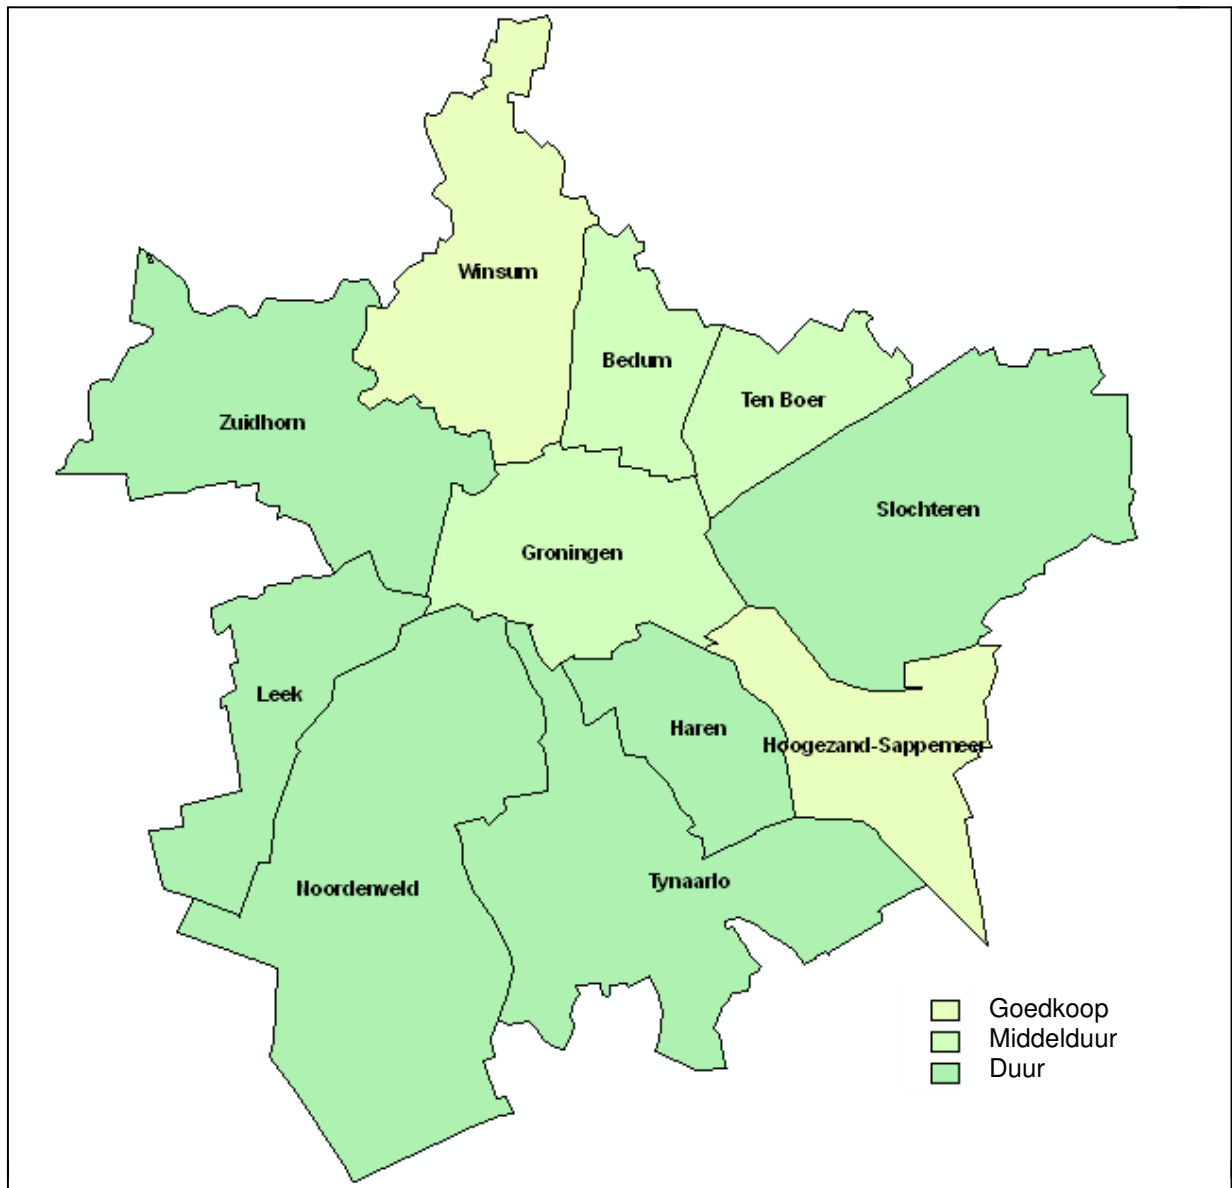 Winsum
Bedum
Ten Boer
Zuidhorn
Slochteren
Groningen
Leek
Haren
Hoogezand-Sappemeer
Noordenveld
Tynaarlo
Goedkoop
Middelduur
Duur